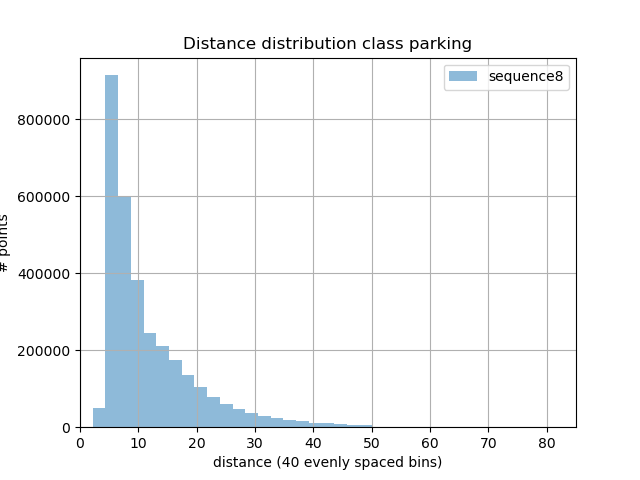 Distance distribution class parking
sequence8
# points
800000
600000
400000
200000
0
0 10 20 30 40 50 60 70 80
distance (40 evenly spaced bins)